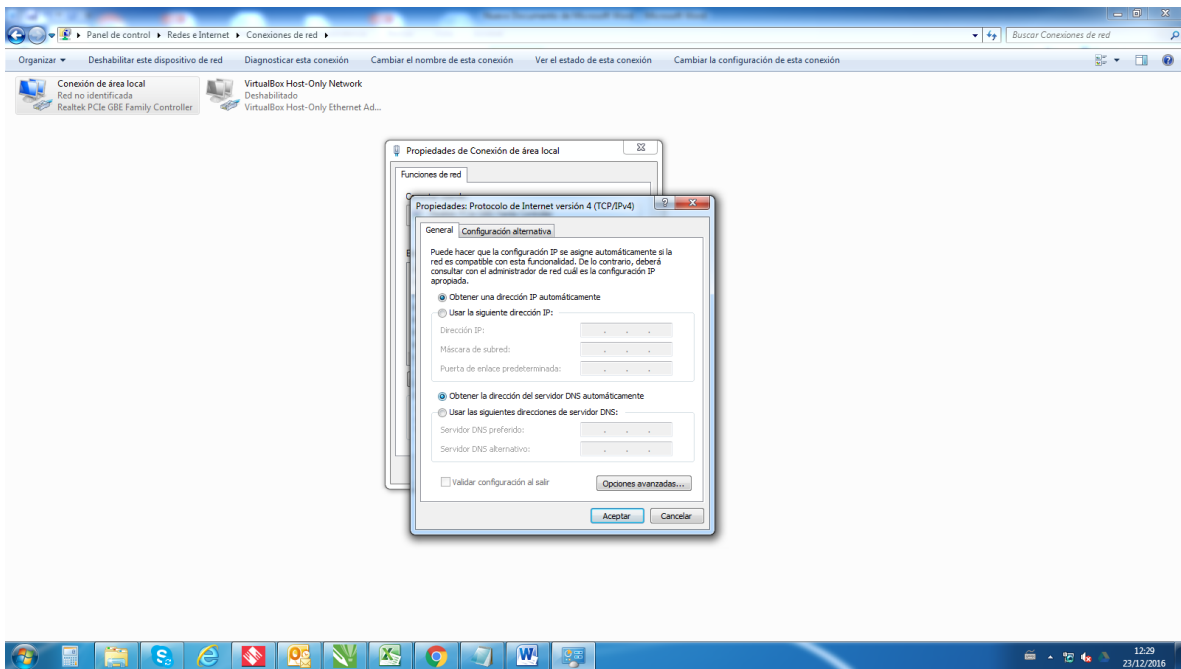 Panel de control ▸ Redes e Internet ▸ Conexiones de red ▸
Buscar Conexiones de red
Organizar
Deshabilitar este dispositivo de red
Diagnosticar esta conexión
Cambiar el nombre de esta conexión
Ver el estado de esta conexión
Cambiar la configuración de esta conexión
Conexión de área local
Red no identificada
Realtek PCIe GBE Family Controller
VirtualBox Host-Only Network
Deshabilitado
VirtualBox Host-Only Ethernet Ad...
Propiedades de Conexión de área local
Funciones de red
Propiedades: Protocolo de Internet versión 4 (TCP/IPv4)
General
Configuración alternativa
Puede hacer que la configuración IP se asigne automáticamente si la
red es compatible con esta funcionalidad. De lo contrario, deberá
consultar con el administrador de red cuál es la configuración IP
apropiada.
Obtener una dirección IP automáticamente
Usar la siguiente dirección IP:
Dirección IP:
Máscara de subred:
Puerta de enlace predeterminada:
Obtener la dirección del servidor DNS automáticamente
Usar las siguientes direcciones de servidor DNS:
Servidor DNS preferido:
Servidor DNS alternativo:
Validar configuración al salir
Opciones avanzadas...
Aceptar
Cancelar
12:29
23/12/2016